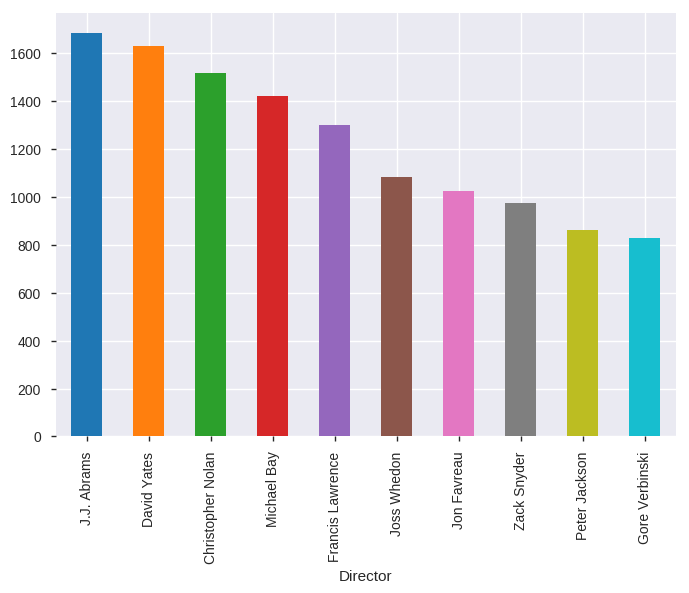 1600
1400
1200
1000
800
600
400
200
0
J.J. Abrams
David Yates
Christopher Nolan
Michael Bay
Francis Lawrence
Joss Whedon
Jon Favreau
Zack Snyder
Peter Jackson
Gore Verbinski
Director